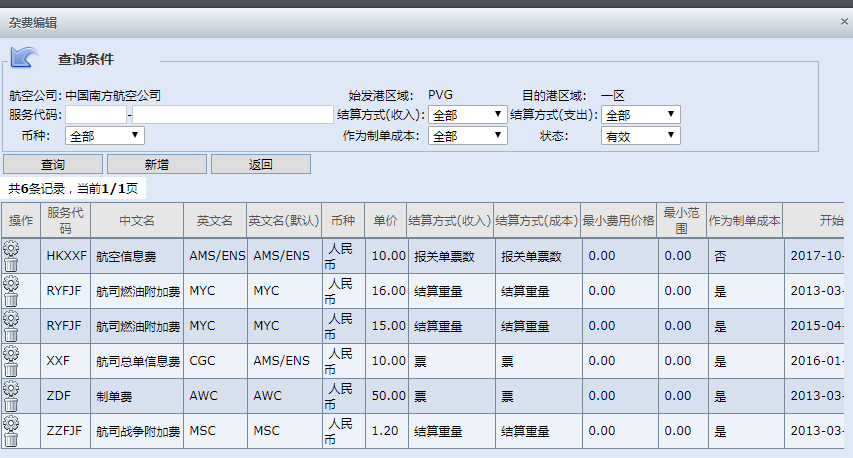 杂费编辑 ×
查询条件
航空公司: 中国南方航空公司 始发港区域: PVG 目的港区域: 一区
服务代码: - 结算方式(收入): 全部 结算方式(支出): 全部
币种: 全部 作为制单成本: 全部 状态: 有效
查询 新增 返回
共6条记录，当前1/1页
操作 服务代码 中文名 英文名 英文名(默认) 币种 单价 结算方式(收入) 结算方式(成本) 最小费用价格 最小范围 作为制单成本 开始
HKXXF 航空信息费 AMS/ENS AMS/ENS 人民币 10.00 报关单票数 报关单票数 0.00 0.00 否 2017-10-
RYFJF 航司燃油附加费 MYC MYC 人民币 16.00 结算重量 结算重量 0.00 0.00 是 2013-03-
RYFJF 航司燃油附加费 MYC MYC 人民币 15.00 结算重量 结算重量 0.00 0.00 是 2015-04-
XXF 航司总单信息费 CGC AMS/ENS 人民币 10.00 票 票 0.00 0.00 是 2016-01-
ZDF 制单费 AWC AWC 人民币 50.00 票 票 0.00 0.00 是 2013-03-
ZZFJF 航司战争附加费 MSC MSC 人民币 1.20 结算重量 结算重量 0.00 0.00 是 2013-03-